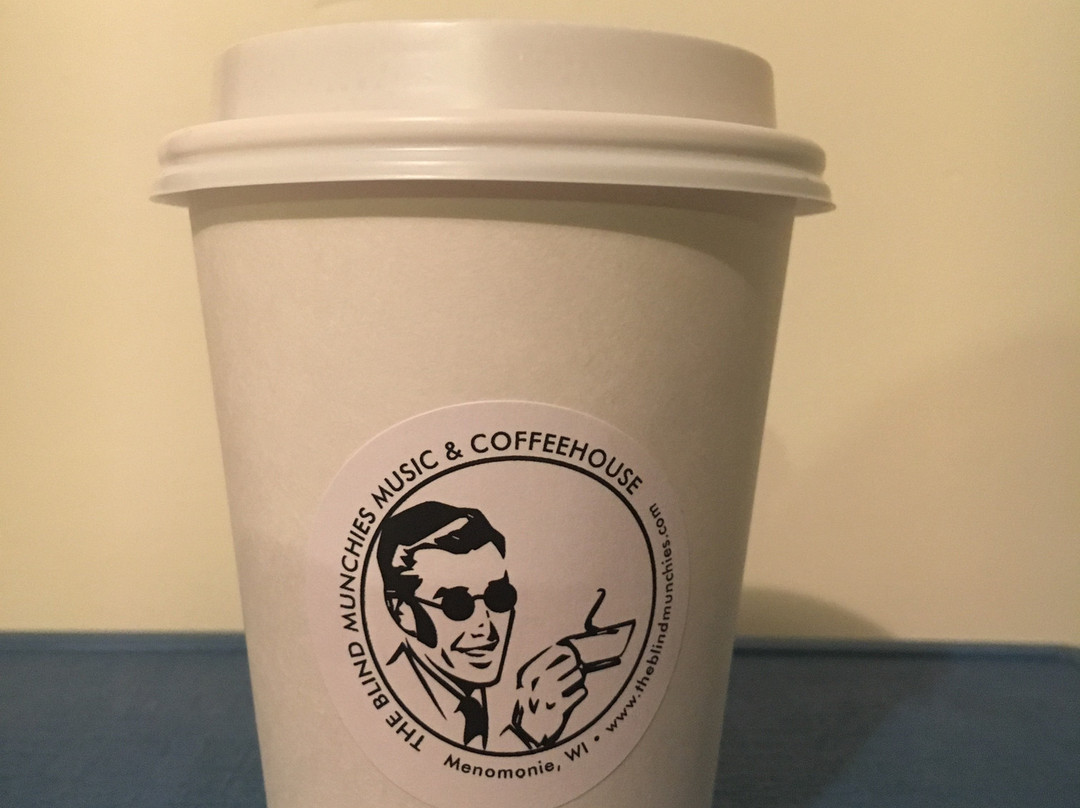 THE BLIND MUNCHIES MUSIC & COFFEEHOUSE
Menomonie, WI • www.theblindmunchies.com